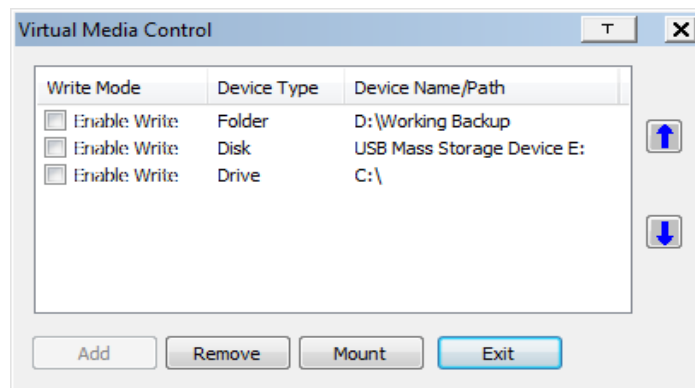 Virtual Media Control T X
Write Mode Device Type Device Name/Path
Enable Write Folder D:\Working Backup
Enable Write Disk USB Mass Storage Device E:
Enable Write Drive C:\
Add Remove Mount Exit